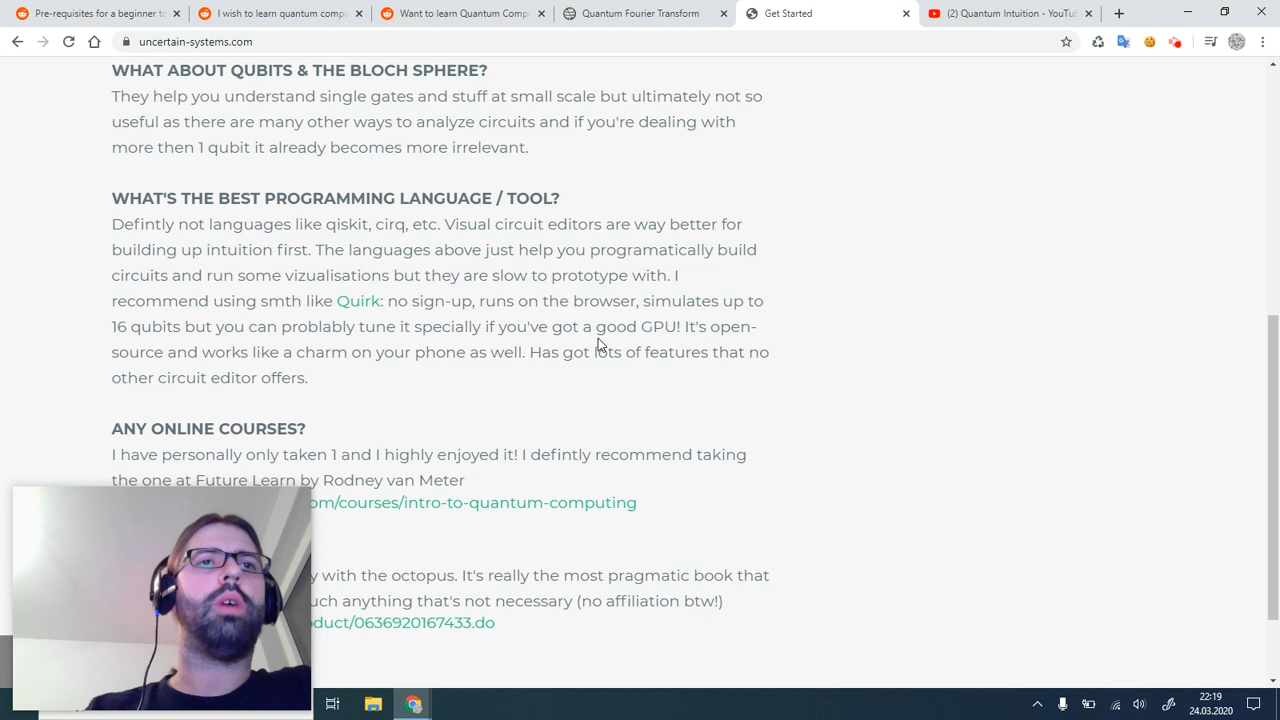 Pre-requisites for a beginner to
I wish to learn quantum compu
Want to learn Quantum Comp
Quantum Fourier Transform
Get Started
(2) Quantum Intuition - YouTub
uncertain-systems.com
WHAT ABOUT QUBITS & THE BLOCH SPHERE?
They help you understand single gates and stuff at small scale but ultimately not so
useful as there are many other ways to analyze circuits and if you're dealing with
more then 1 qubit it already becomes more irrelevant.
WHAT'S THE BEST PROGRAMMING LANGUAGE / TOOL?
Defintly not languages like qiskit, cirq, etc. Visual circuit editors are way better for
building up intuition first. The languages above just help you programatically build
circuits and run some vizualisations but they are slow to prototype with. I
recommend using smth like Quirk: no sign-up, runs on the browser, simulates up to
16 qubits but you can problably tune it specially if you've got a good GPU! It's open-
source and works like a charm on your phone as well. Has got lots of features that no
other circuit editor offers.
ANY ONLINE COURSES?
I have personally only taken 1 and I highly enjoyed it! I defintly recommend taking
the one at Future Learn by Rodney van Meter
om/courses/intro-to-quantum-computing
y with the octopus. It's really the most pragmatic book that
uch anything that's not necessary (no affiliation btw!)
duct/0636920167433.do
22:19
24.03.2020